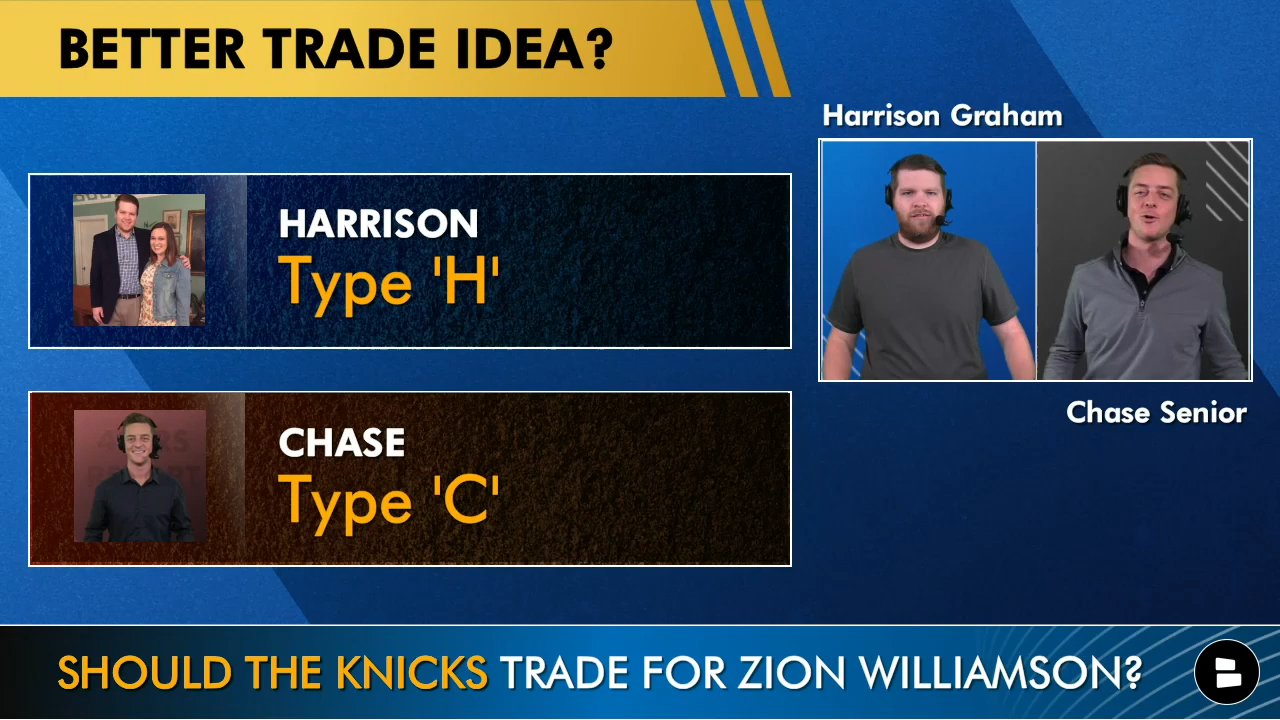 BETTER TRADE IDEA?
Harrison Graham
HARRISON
Type 'H'
CHASE
Type 'C'
Chase Senior
SHOULD THE KNICKS TRADE FOR ZION WILLIAMSON?